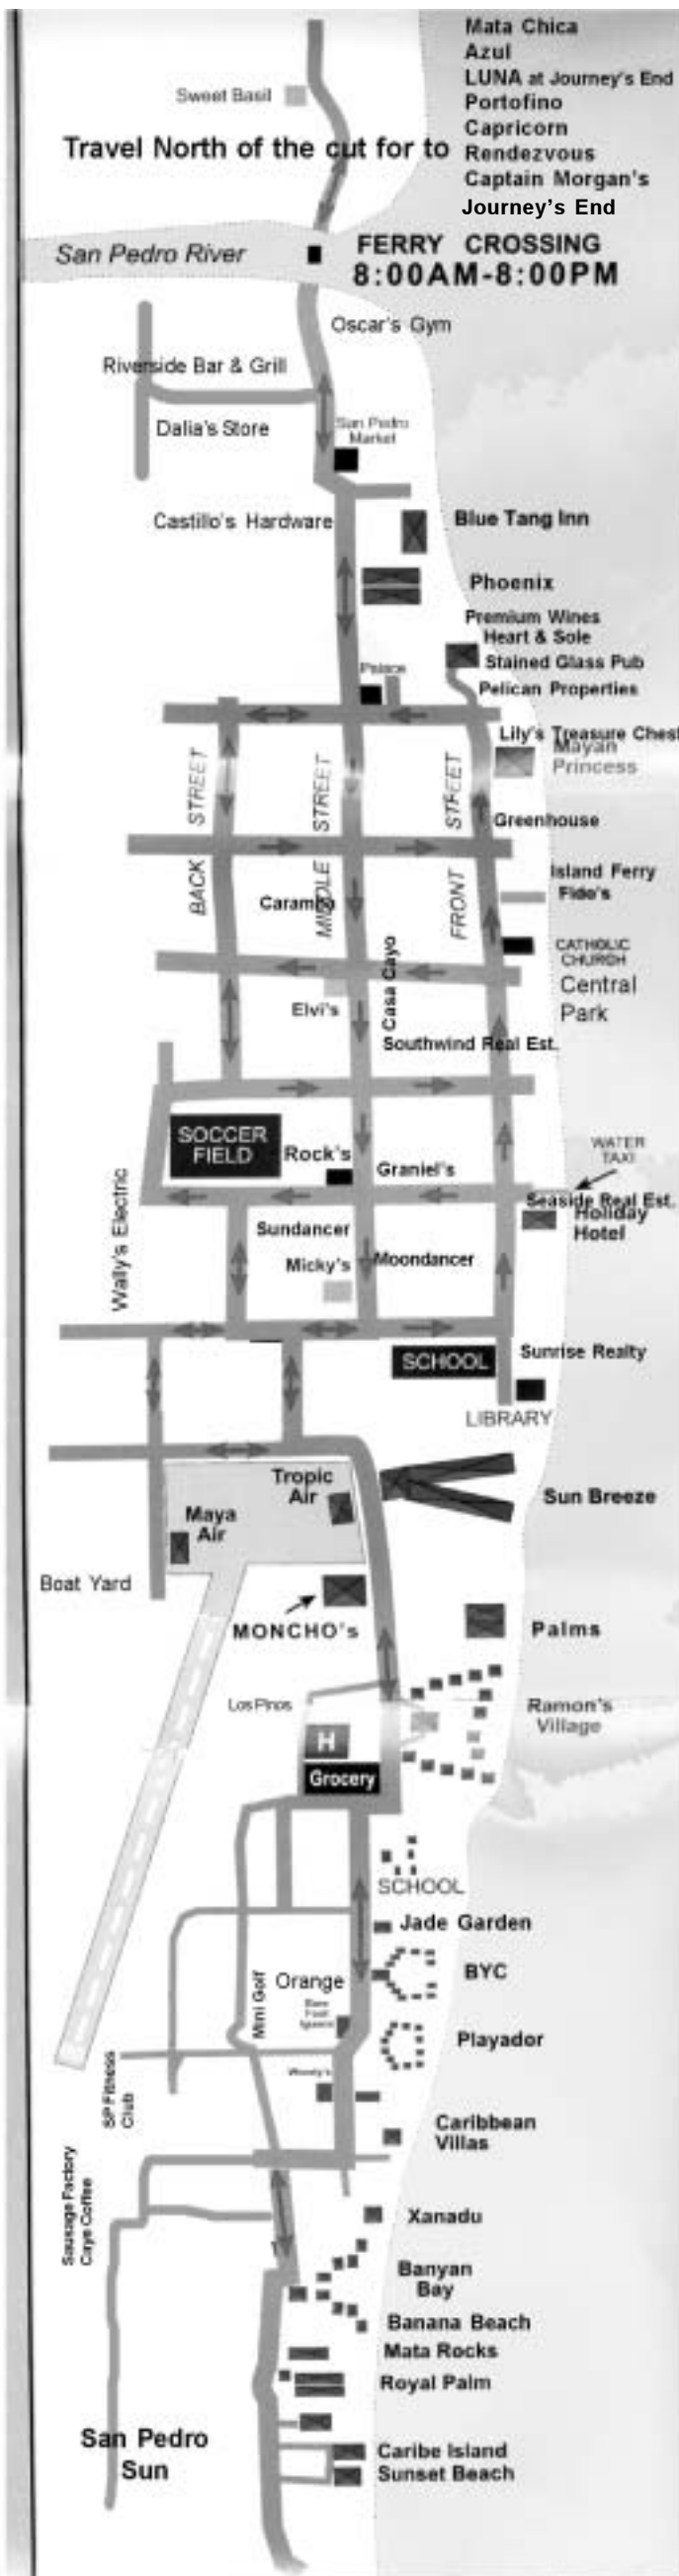 Mata Chica
Azul
LUNA at Journey's End
Portofino
Capricorn
Rendezvous
Captain Morgan's
Journey's End
Sweet Basil
Travel North of the cut for to
San Pedro River
FERRY CROSSING
8:00AM-8:00PM
Oscar's Gym
Riverside Bar & Grill
Dalia's Store
San Pedro
Market
Castillo's Hardware
Blue Tang Inn
Phoenix
Premium Wines
Heart & Sole
Stained Glass Pub
Pelican Properties
Palace
Lily's Treasure Chest
Mayan
Princess
BACK STREET
MIDDLE STREET
FRONT STREET
Greenhouse
Island Ferry
Fido's
Caramba
CATHOLIC
CHURCH
Central
Park
Casa Cayo
Elvi's
Southwind Real Est.
SOCCER
FIELD
Rock's
Graniel's
WATER
TAXI
Seaside Real Est.
Holiday
Hotel
Wally's Electric
Sundancer
Micky's
Moondancer
SCHOOL
Sunrise Realty
LIBRARY
Tropic
Air
Maya
Air
Sun Breeze
Boat Yard
MONCHO's
Palms
Los Pinos
Ramon's
Village
H
Grocery
SCHOOL
Jade Garden
BYC
Orange
Mini Golf
Bare
Foot
Iguana
Playador
SP Fitness
Club
Woody's
Caribbean
Villas
Sausage Factory
Caye Coffee
Xanadu
Banyan
Bay
Banana Beach
Mata Rocks
Royal Palm
San Pedro
Sun
Caribe Island
Sunset Beach